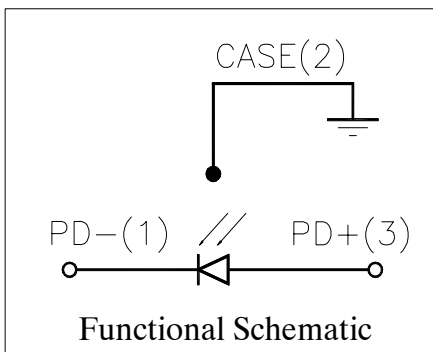 CASE(2)
PD-(1) PD+(3)
Functional Schematic